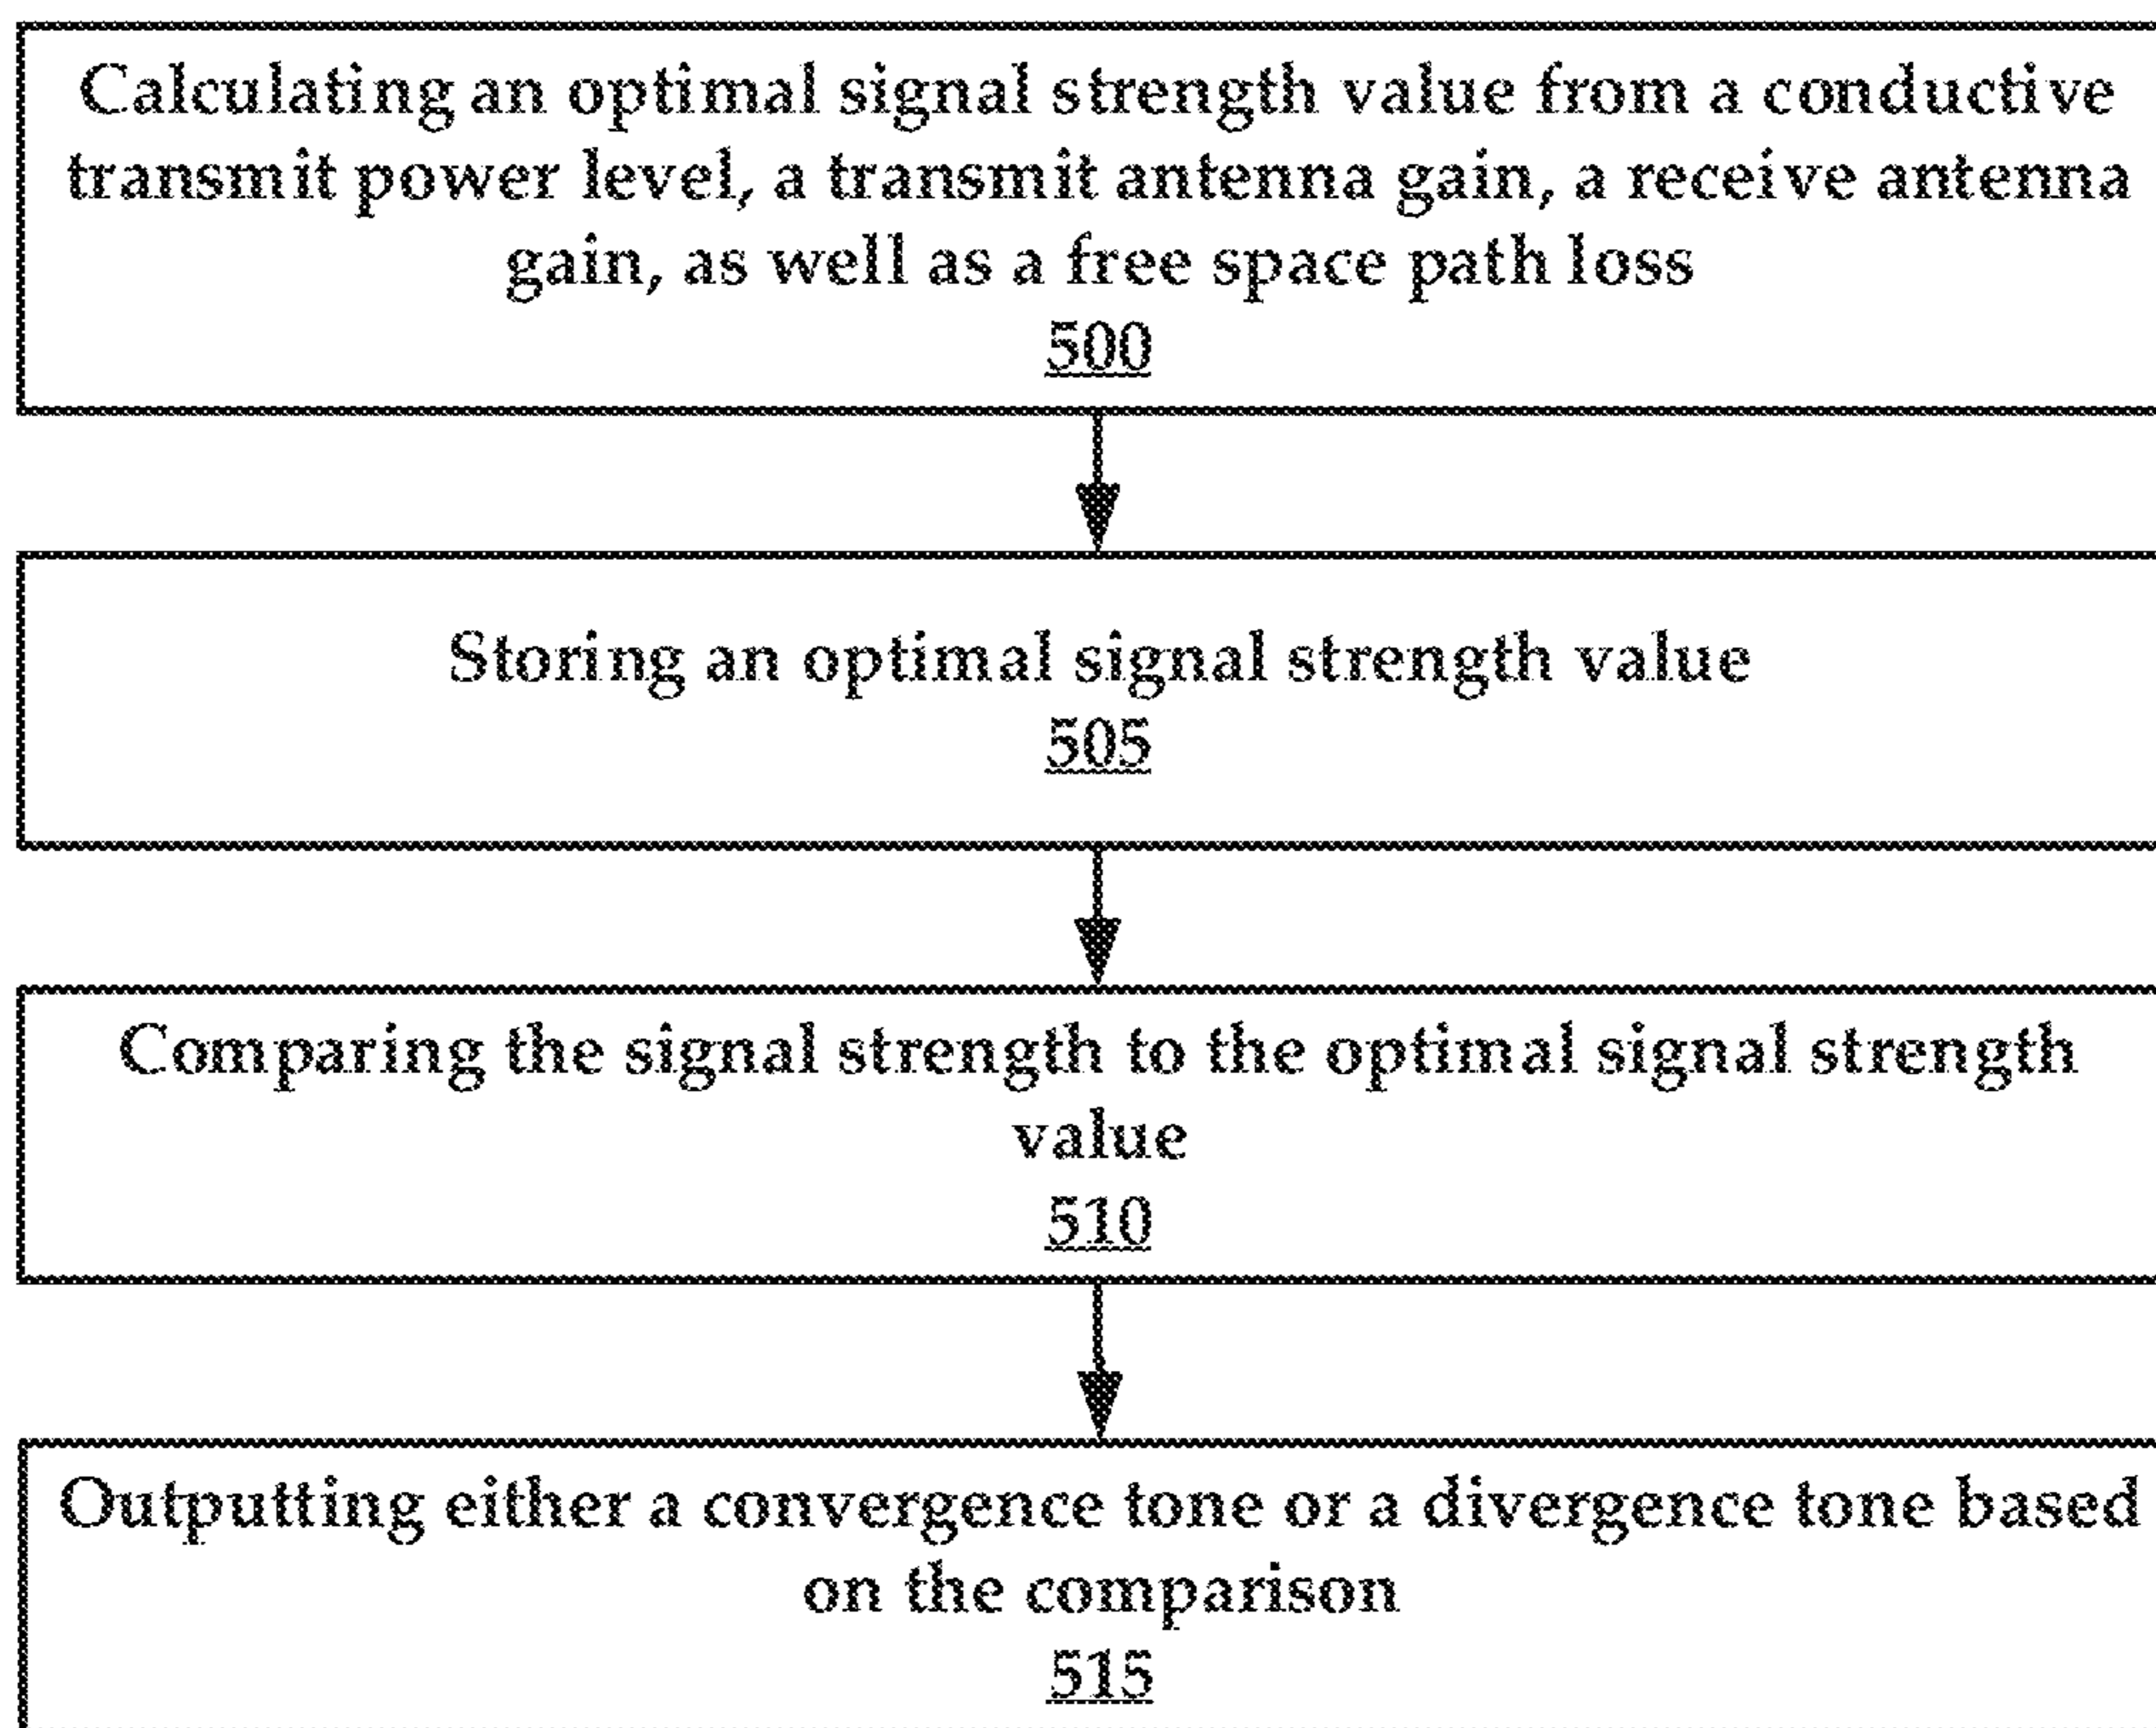 Calculating an optimal signal strength value from a conductive
transmit power level, a transmit antenna gain, a receive antenna
gain, as well as a free space path loss
500
Storing an optimal signal strength value
505
Comparing the signal strength to the optimal signal strength
value
510
Outputting either a convergence tone or a divergence tone based
on the comparison
515